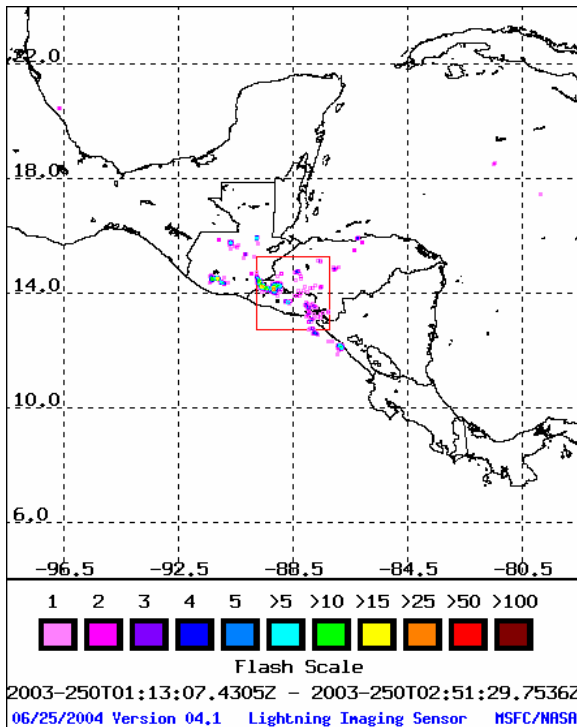 22.0
18.0
14.0
10.0
6.0
-96.5 -92.5 -88.5 -84.5 -80.5
1 2 3 4 5 >5 >10 >15 >25 >50 >100
Flash Scale
2003-250T01:13:07.4305Z - 2003-250T02:51:29.7536Z
06/25/2004 Version 04.1 Lightning Imaging Sensor MSFC/NASA